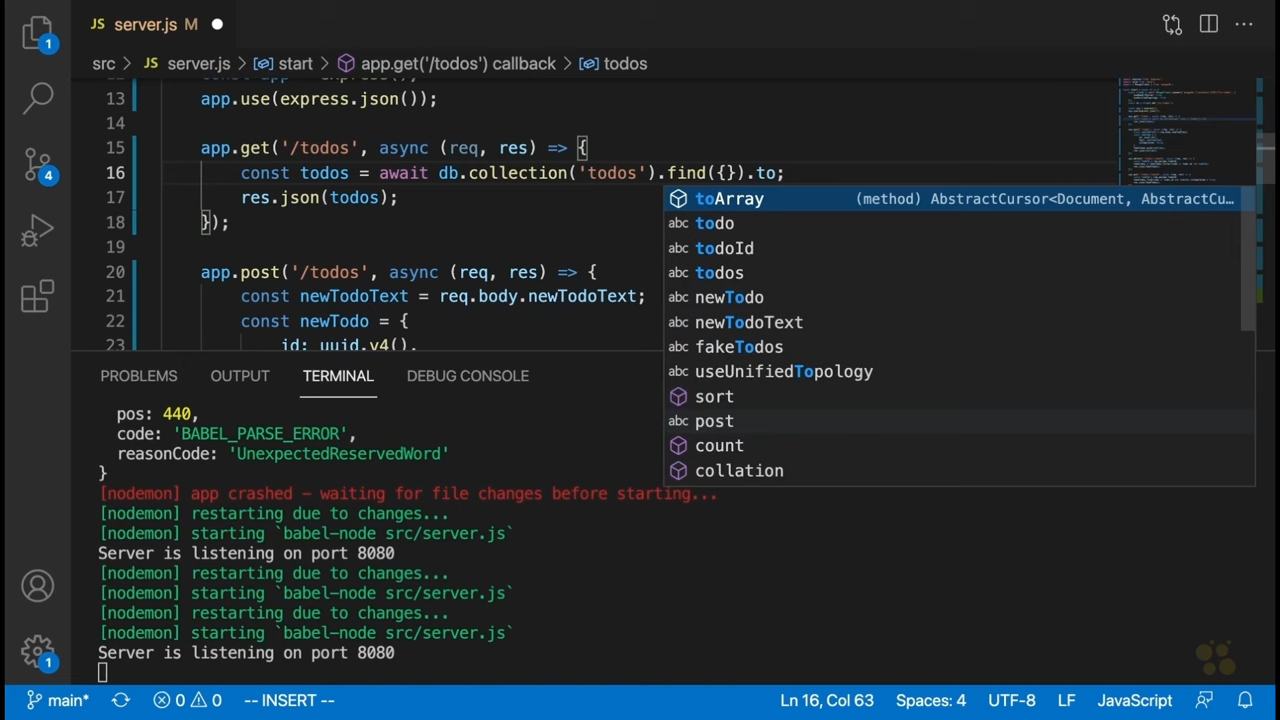 JS server.js M
src > JS server.js > start > app.get('/todos') callback > todos
12 const app = express();
13 app.use(express.json());
14
15 app.get('/todos', async (req, res) => {
16 const todos = await db.collection('todos').find({}).to;
17 res.json(todos);
18 });
19
20 app.post('/todos', async (req, res) => {
21 const newTodoText = req.body.newTodoText;
22 const newTodo = {
23 id: uuid.v4(),
toArray (method) AbstractCursor<Document, AbstractCu…
abc todo
abc todoId
abc todos
abc newTodo
abc newTodoText
abc fakeTodos
abc useUnifiedTopology
sort
abc post
count
collation
PROBLEMS OUTPUT TERMINAL DEBUG CONSOLE
pos: 440,
code: 'BABEL_PARSE_ERROR',
reasonCode: 'UnexpectedReservedWord'
}
[nodemon] app crashed - waiting for file changes before starting...
[nodemon] restarting due to changes...
[nodemon] starting `babel-node src/server.js`
Server is listening on port 8080
[nodemon] restarting due to changes...
[nodemon] starting `babel-node src/server.js`
[nodemon] restarting due to changes...
[nodemon] starting `babel-node src/server.js`
Server is listening on port 8080
1
4
1
main* 0 0 -- INSERT -- Ln 16, Col 63 Spaces: 4 UTF-8 LF JavaScript